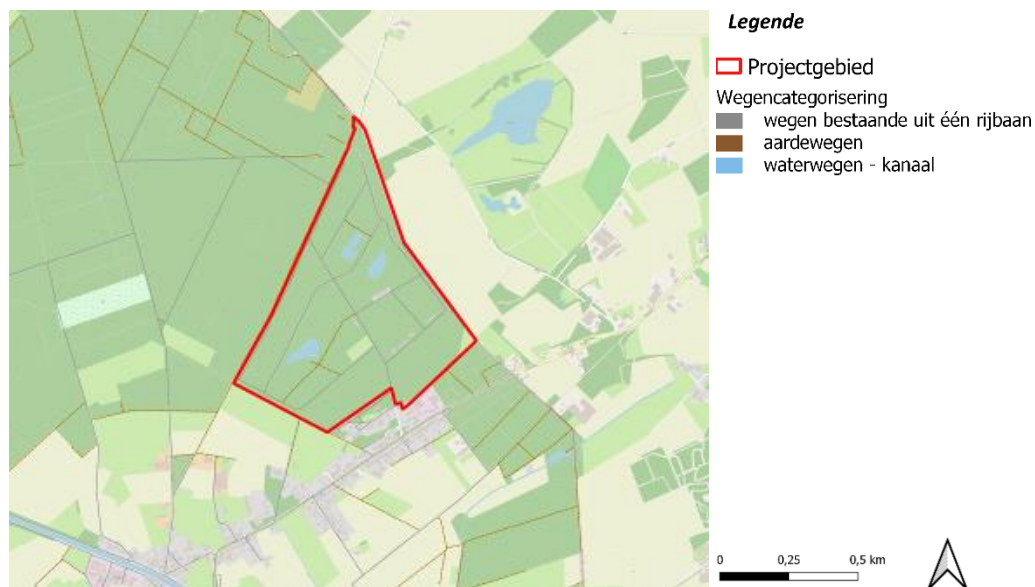 Legende
Projectgebied
Wegencategorisering
wegen bestaande uit één rijbaan
aardewegen
waterwegen - kanaal
0 0,25 0,5 km